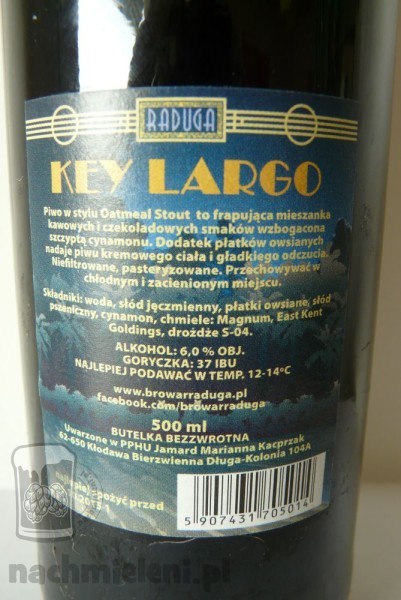 RADUGA
KEY LARGO
Piwo w stylu Oatmeal Stout to frapująca mieszanka
kawowych i czekoladowych smaków wzbogacona
szczyptą cynamonu. Dodatek płatków owsianych
nadaje piwu kremowego ciała i gładkiego odczucia.
Niefiltrowane, pasteryzowane. Przechowywać w
chłodnym i zacienionym miejscu.
Składniki: woda, słód jęczmienny, płatki owsiane, słód
pszeniczny, cynamon, chmiele: Magnum, East Kent
Goldings, drożdże S-04.
ALKOHOL: 6,0 % OBJ.
GORYCZKA: 37 IBU
NAJLEPIEJ PODAWAĆ W TEMP. 12-14ºC
www.browarraduga.pl
facebook.com/browarraduga
500 ml
BUTELKA BEZZWROTNA
Uwarzone w PPHU Jamard Marianna Kacprzak
62-650 Kłodawa Bierzwienna Długa-Kolonia 104A
spożyć przed
5 907431 705014
nachmieleni.pl